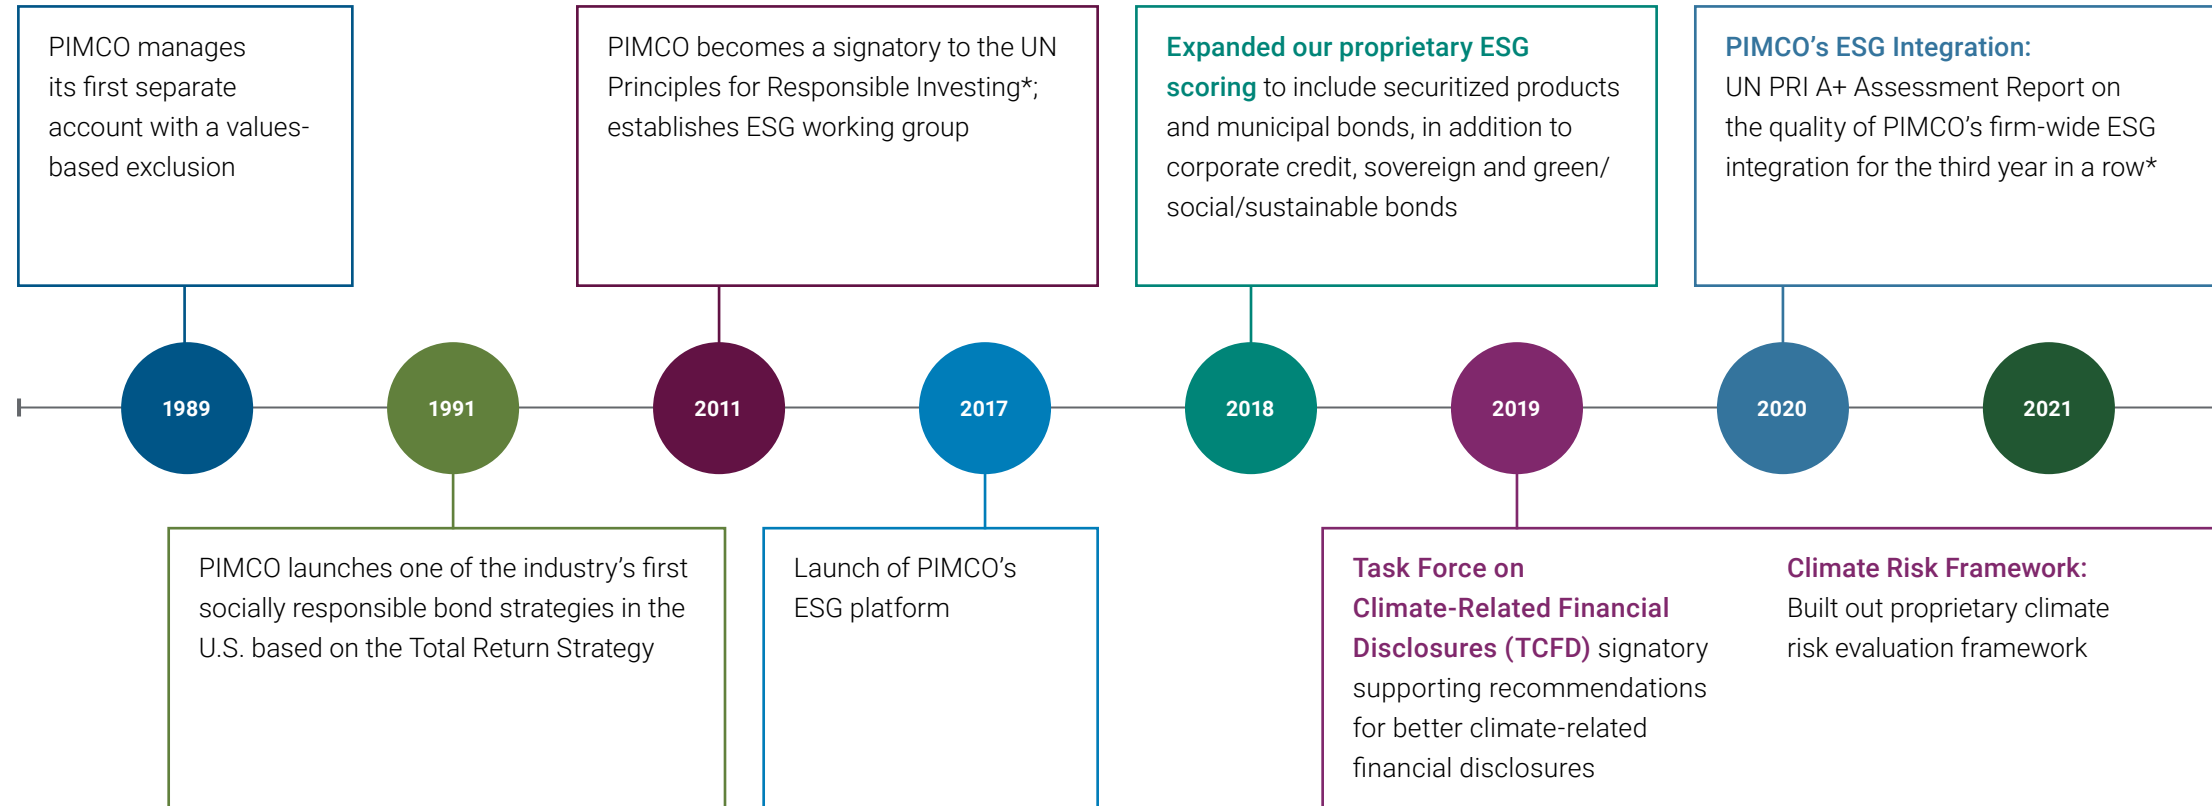 PIMCO manages
its first separate
account with a values-
based exclusion
PIMCO becomes a signatory to the UN
Principles for Responsible Investing*;
establishes ESG working group
Expanded our proprietary ESG
scoring to include securitized products
and municipal bonds, in addition to
corporate credit, sovereign and green/
social/sustainable bonds
PIMCO’s ESG Integration:
UN PRI A+ Assessment Report on
the quality of PIMCO’s firm-wide ESG
integration for the third year in a row*
1989
1991
2011
2017
2018
2019
2020
2021
PIMCO launches one of the industry’s first
socially responsible bond strategies in the
U.S. based on the Total Return Strategy
Launch of PIMCO’s
ESG platform
Task Force on
Climate-Related Financial
Disclosures (TCFD) signatory
supporting recommendations
for better climate-related
financial disclosures
Climate Risk Framework:
Built out proprietary climate
risk evaluation framework